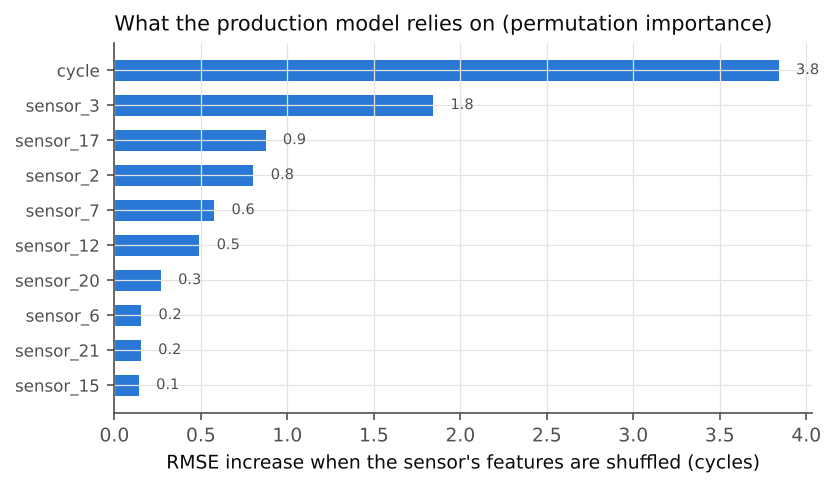 What the production model relies on (permutation importance)
cycle 3.8
sensor_3 1.8
sensor_17 0.9
sensor_2 0.8
sensor_7 0.6
sensor_12 0.5
sensor_20 0.3
sensor_6 0.2
sensor_21 0.2
sensor_15 0.1
0.0 0.5 1.0 1.5 2.0 2.5 3.0 3.5 4.0
RMSE increase when the sensor's features are shuffled (cycles)